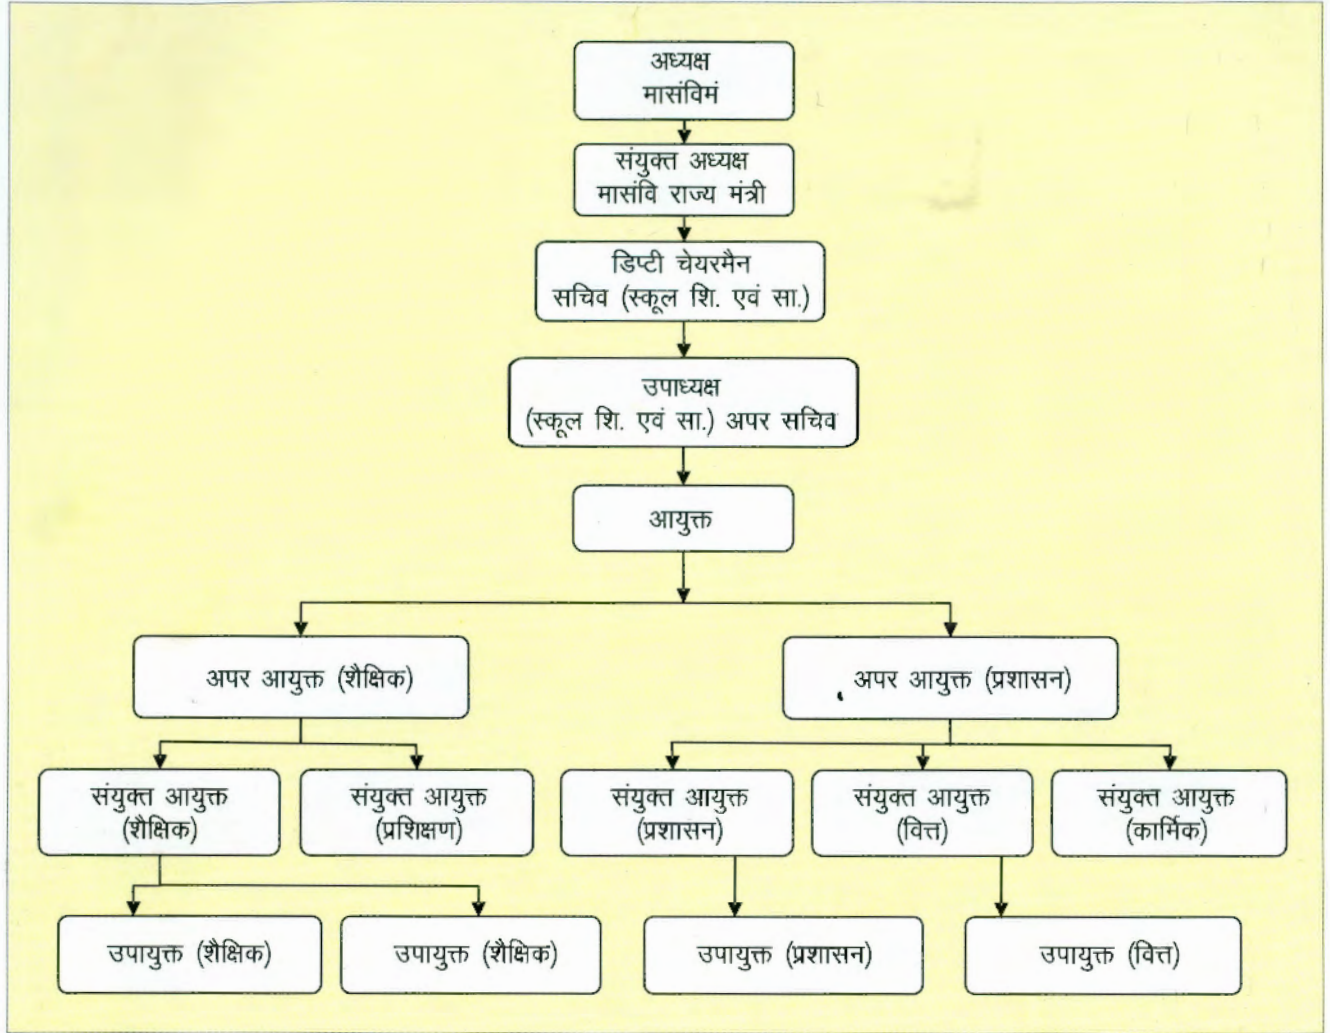 अध्यक्ष
मासंविमं
संयुक्त अध्यक्ष
मासंवि राज्य मंत्री
डिप्टी चेयरमैन
सचिव (स्कूल शि. एवं सा.)
उपाध्यक्ष
(स्कूल शि. एवं सा.) अपर सचिव
आयुक्त
अपर आयुक्त (शैक्षिक)
अपर आयुक्त (प्रशासन)
संयुक्त आयुक्त
(शैक्षिक)
संयुक्त आयुक्त
(प्रशिक्षण)
संयुक्त आयुक्त
(प्रशासन)
संयुक्त आयुक्त
(वित्त)
संयुक्त आयुक्त
(कार्मिक)
उपायुक्त (शैक्षिक)
उपायुक्त (शैक्षिक)
उपायुक्त (प्रशासन)
उपायुक्त (वित्त)